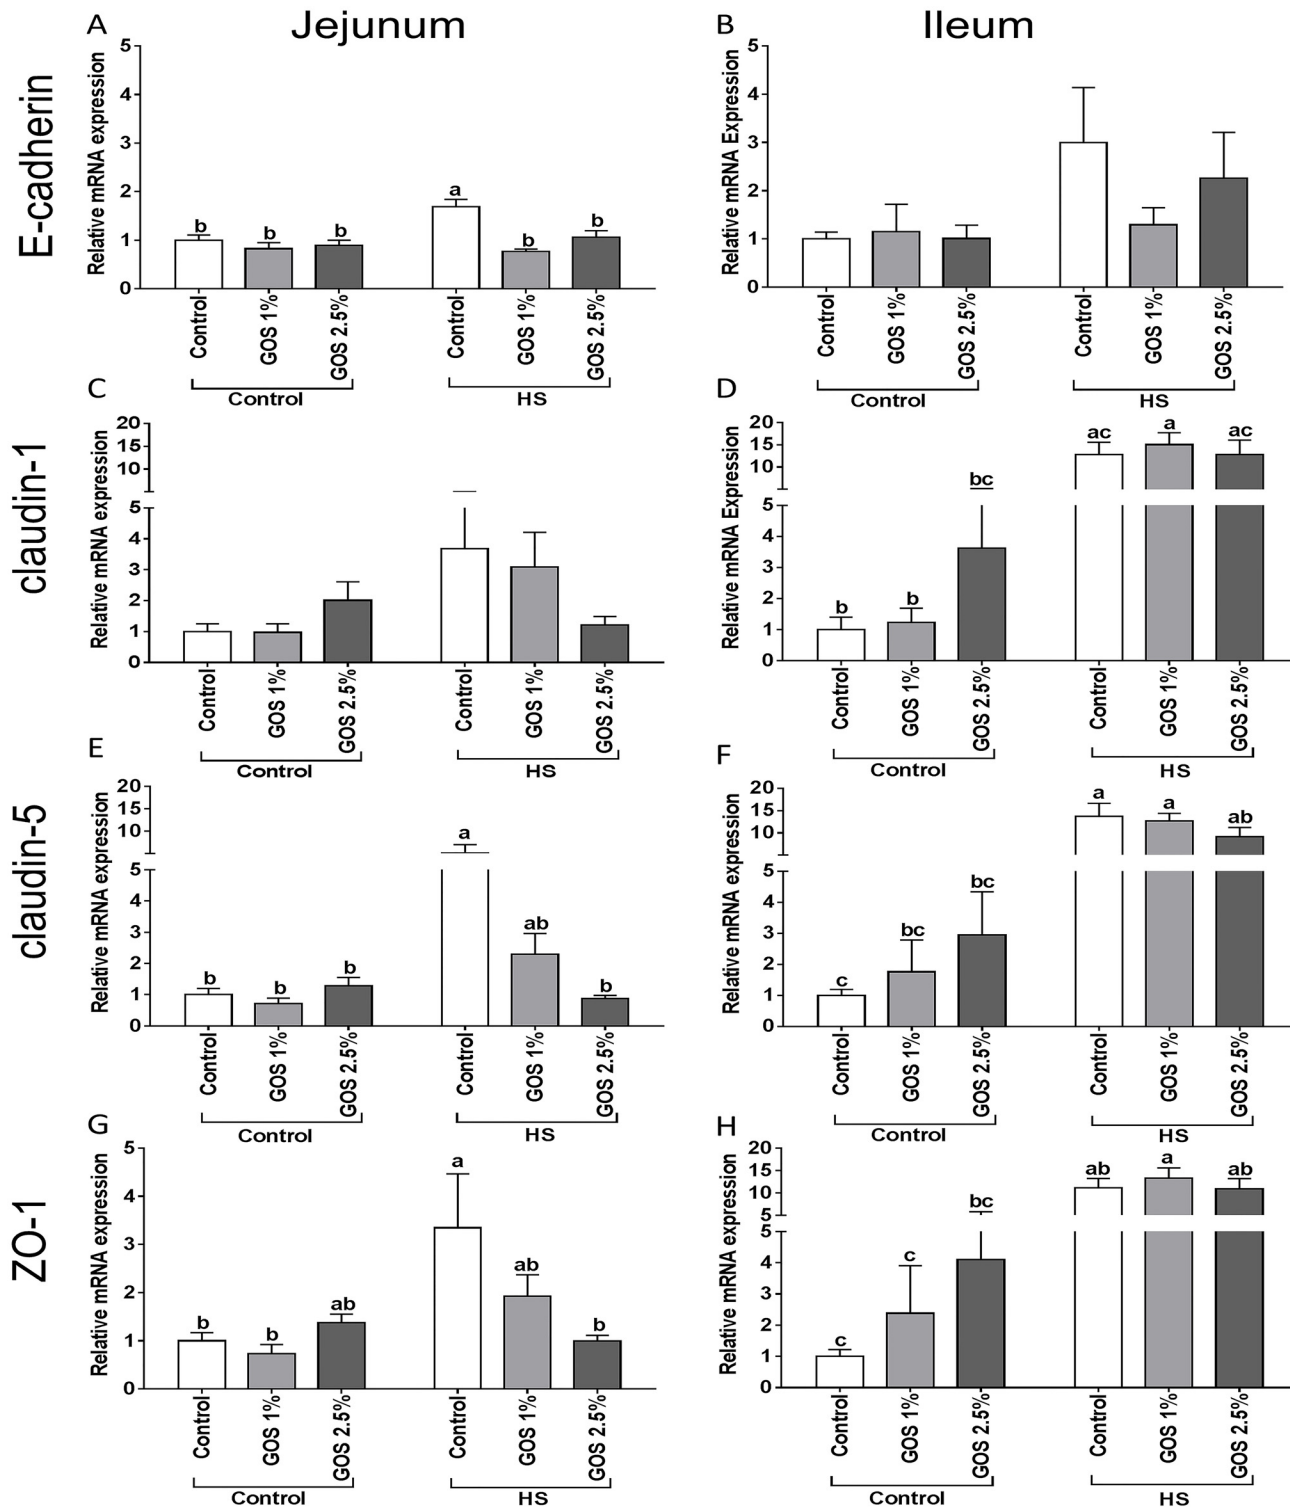 Jejunum
Ileum
E-cadherin
claudin-1
claudin-5
ZO-1
A
Relative mRNA expression
5
4
3
2
1
0
b
b
b
a
b
b
Control
GOS 1%
GOS 2.5%
Control
GOS 1%
GOS 2.5%
Control
HS
B
Relative mRNA Expression
5
4
3
2
1
0
Control
GOS 1%
GOS 2.5%
Control
GOS 1%
GOS 2.5%
Control
HS
C
Relative mRNA expression
20
15
10
5
4
3
2
1
0
Control
GOS 1%
GOS 2.5%
Control
GOS 1%
GOS 2.5%
Control
HS
D
Relative mRNA Expression
20
15
10
5
4
3
2
1
0
b
b
bc
ac
a
ac
Control
GOS 1%
GOS 2.5%
Control
GOS 1%
GOS 2.5%
Control
HS
E
Relative mRNA expression
20
15
10
5
4
3
2
1
0
b
b
b
a
ab
b
Control
GOS 1%
GOS 2.5%
Control
GOS 1%
GOS 2.5%
Control
HS
F
Relative mRNA expression
20
15
10
5
4
3
2
1
0
c
bc
bc
a
a
ab
Control
GOS 1%
GOS 2.5%
Control
GOS 1%
GOS 2.5%
Control
HS
G
Relative mRNA expression
5
4
3
2
1
0
b
b
ab
a
ab
b
Control
GOS 1%
GOS 2.5%
Control
GOS 1%
GOS 2.5%
Control
HS
H
Relative mRNA expression
20
15
10
5
5
4
3
2
1
0
c
c
bc
ab
a
ab
Control
GOS 1%
GOS 2.5%
Control
GOS 1%
GOS 2.5%
Control
HS